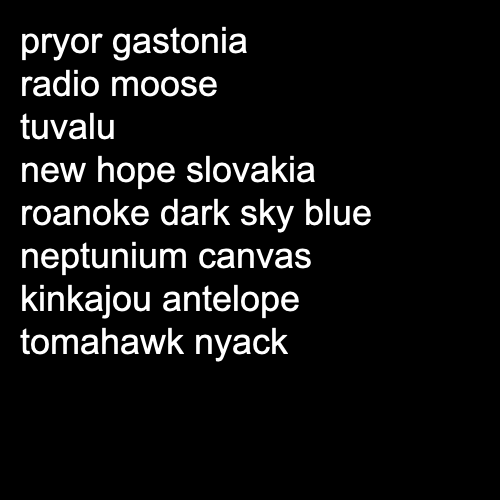 pryor gastonia
radio moose
tuvalu
new hope slovakia
roanoke dark sky blue
neptunium canvas
kinkajou antelope
tomahawk nyack